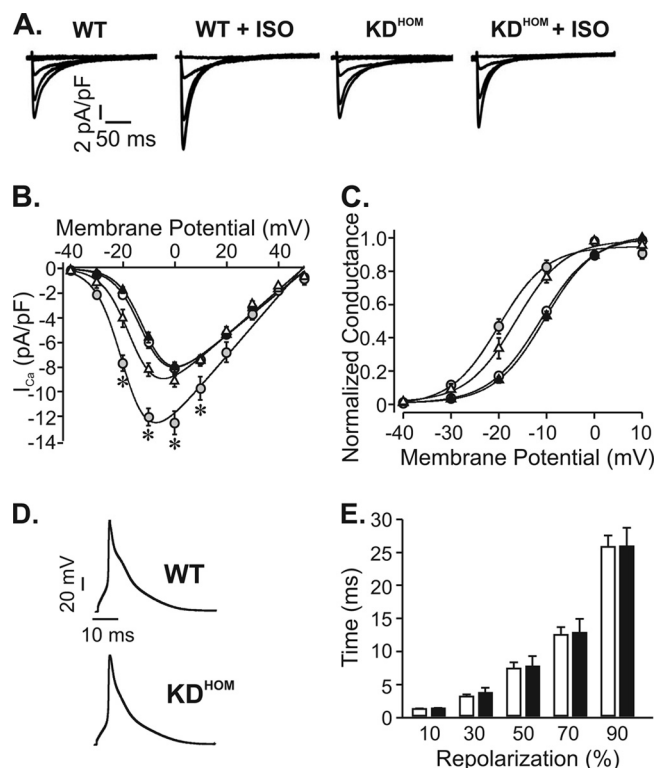 A.
WT
WT + ISO
KD^HOM
KD^HOM + ISO
2 pA/pF
50 ms
B.
Membrane Potential (mV)
-40 -20 0 20 40
0
-2
-4
-6
-8
-10
-12
-14
I_Ca (pA/pF)
*
*
*
*
C.
Normalized Conductance
1.0
0.8
0.6
0.4
0.2
0
-40 -30 -20 -10 0 10
Membrane Potential (mV)
D.
WT
20 mV
10 ms
KD^HOM
E.
Time (ms)
30
25
20
15
10
5
0
10 30 50 70 90
Repolarization (%)